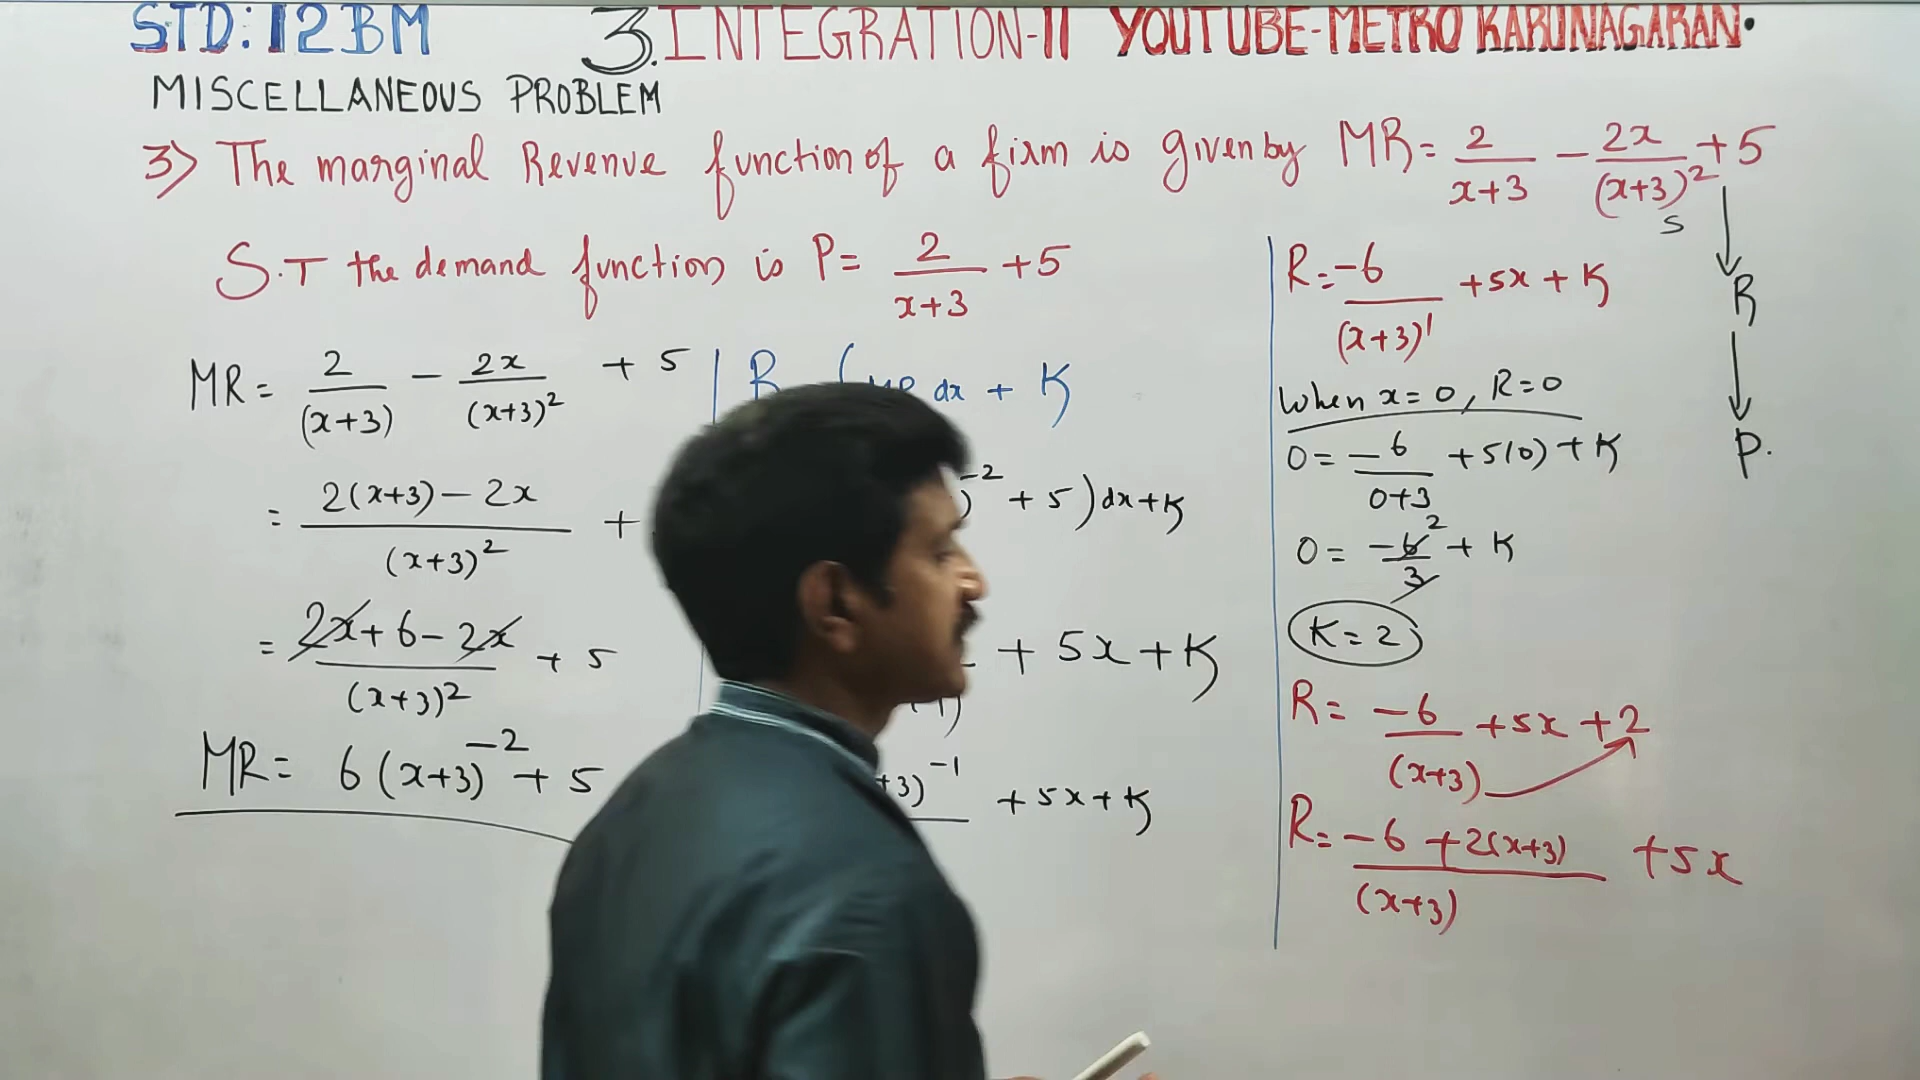 STD: 12 BM 3. INTEGRATION-II YOUTUBE-METRO KARUNAGARAN.
MISCELLANEOUS PROBLEM
3) The marginal Revenue function of a firm is given by MR = 2/(x+3) - 2x/(x+3)² + 5
S
S.T the demand function is P = 2/(x+3) + 5
MR = 2/(x+3) - 2x/(x+3)² + 5
= 2(x+3) - 2x / (x+3)² +
= 2x + 6 - 2x / (x+3)² + 5
MR = 6(x+3)⁻² + 5
R dx + K
⁻² + 5) dx + K
+ 5x + K
+3)⁻¹ + 5x + K
R = -6/(x+3)¹ + 5x + K
When x = 0, R = 0
0 = -6/(0+3) + 5(0) + K
0 = -6/3 + K
2
K = 2
R = -6/(x+3) + 5x + 2
R = -6 + 2(x+3) / (x+3) + 5x
R
P.